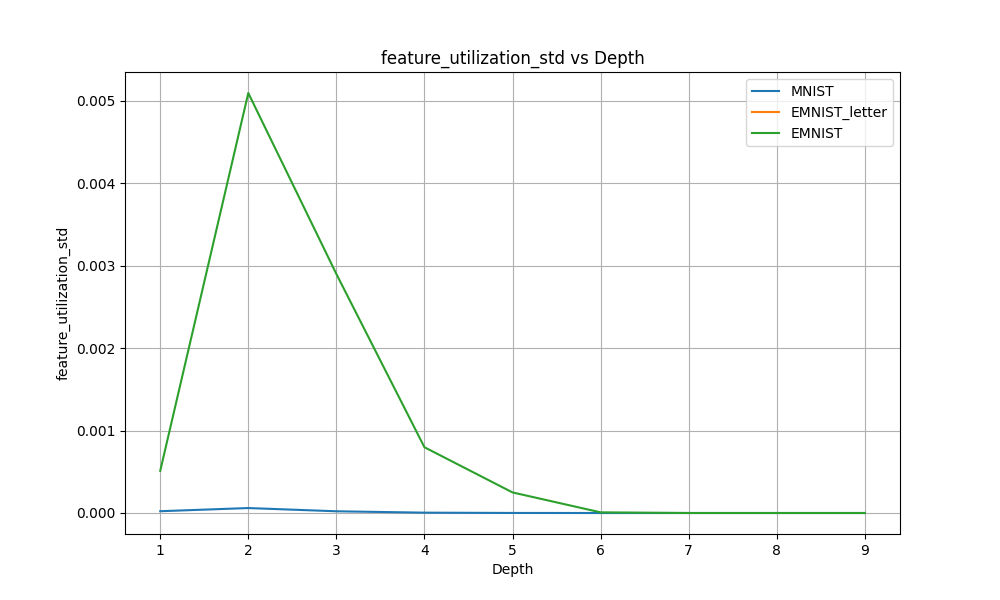 feature_utilization_std vs Depth
MNIST
EMNIST_letter
EMNIST
feature_utilization_std
0.005
0.004
0.003
0.002
0.001
0.000
1 2 3 4 5 6 7 8 9
Depth